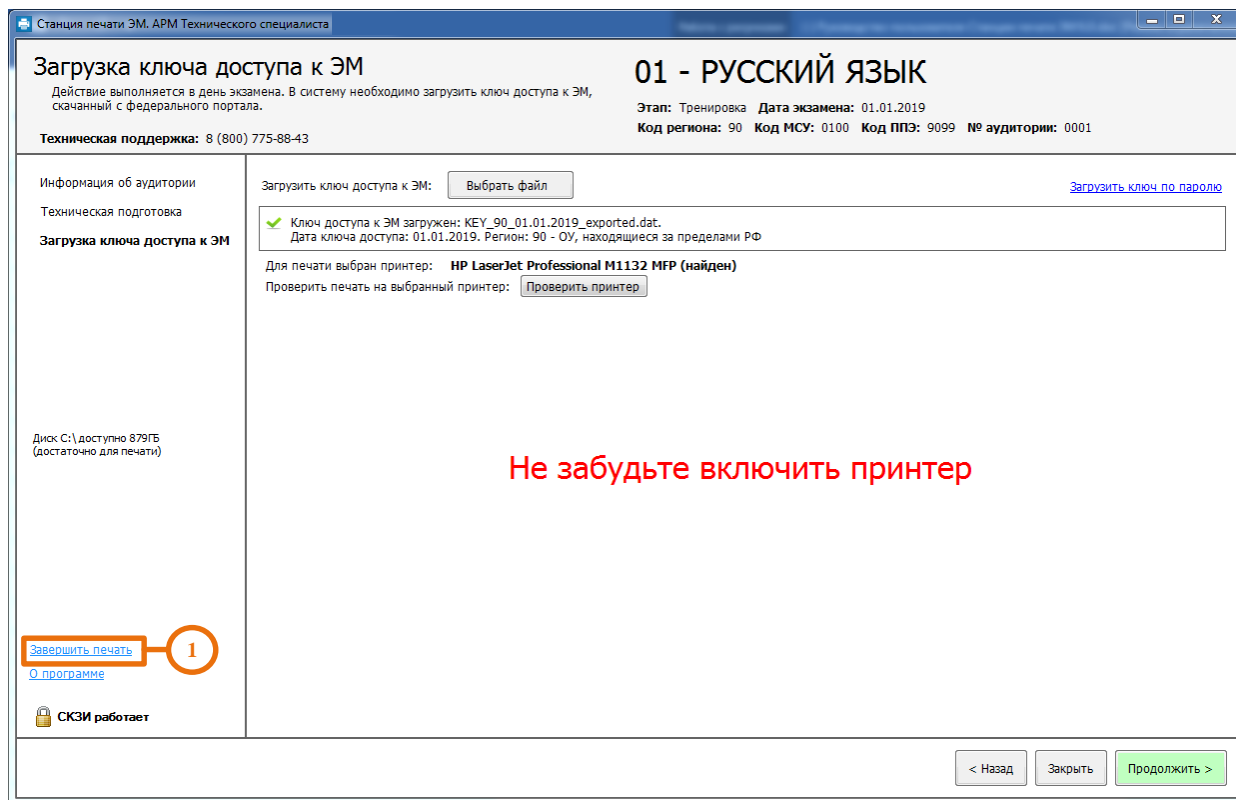 Станция печати ЭМ. АРМ Технического специалиста
Загрузка ключа доступа к ЭМ
Действие выполняется в день экзамена. В систему необходимо загрузить ключ доступа к ЭМ,
скачанный с федерального портала.
Техническая поддержка: 8 (800) 775-88-43
01 - РУССКИЙ ЯЗЫК
Этап: Тренировка Дата экзамена: 01.01.2019
Код региона: 90 Код МСУ: 0100 Код ППЭ: 9099 № аудитории: 0001
Информация об аудитории
Техническая подготовка
Загрузка ключа доступа к ЭМ
Загрузить ключ доступа к ЭМ: Выбрать файл
Загрузить ключ по паролю
Ключ доступа к ЭМ загружен: KEY_90_01.01.2019_exported.dat.
Дата ключа доступа: 01.01.2019. Регион: 90 - ОУ, находящиеся за пределами РФ
Для печати выбран принтер: HP LaserJet Professional M1132 MFP (найден)
Проверить печать на выбранный принтер: Проверить принтер
Диск C:\ доступно 879ГБ
(достаточно для печати)
Не забудьте включить принтер
Завершить печать
1
О программе
СКЗИ работает
< Назад
Закрыть
Продолжить >